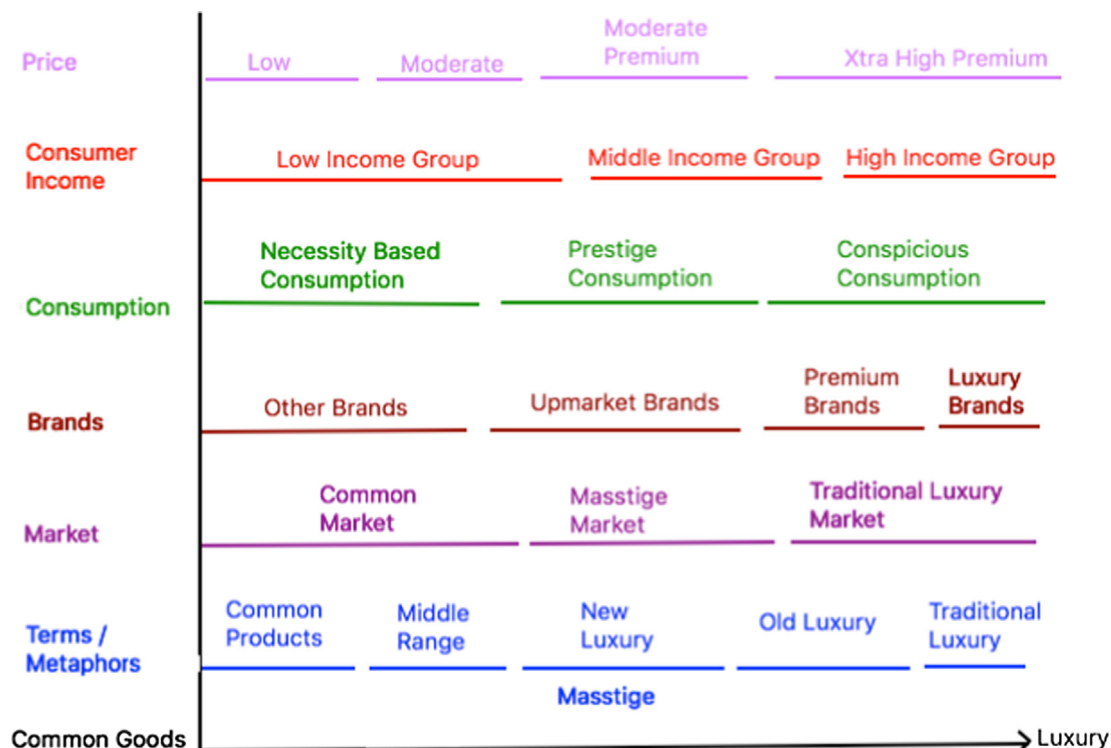 Price
Low
Moderate
Moderate
Premium
Xtra High Premium
Consumer
Income
Low Income Group
Middle Income Group
High Income Group
Consumption
Necessity Based
Consumption
Prestige
Consumption
Conspicious
Consumption
Brands
Other Brands
Upmarket Brands
Premium
Brands
Luxury
Brands
Market
Common
Market
Masstige
Market
Traditional Luxury
Market
Terms /
Metaphors
Common
Products
Middle
Range
New
Luxury
Old Luxury
Traditional
Luxury
Masstige
Common Goods
Luxury